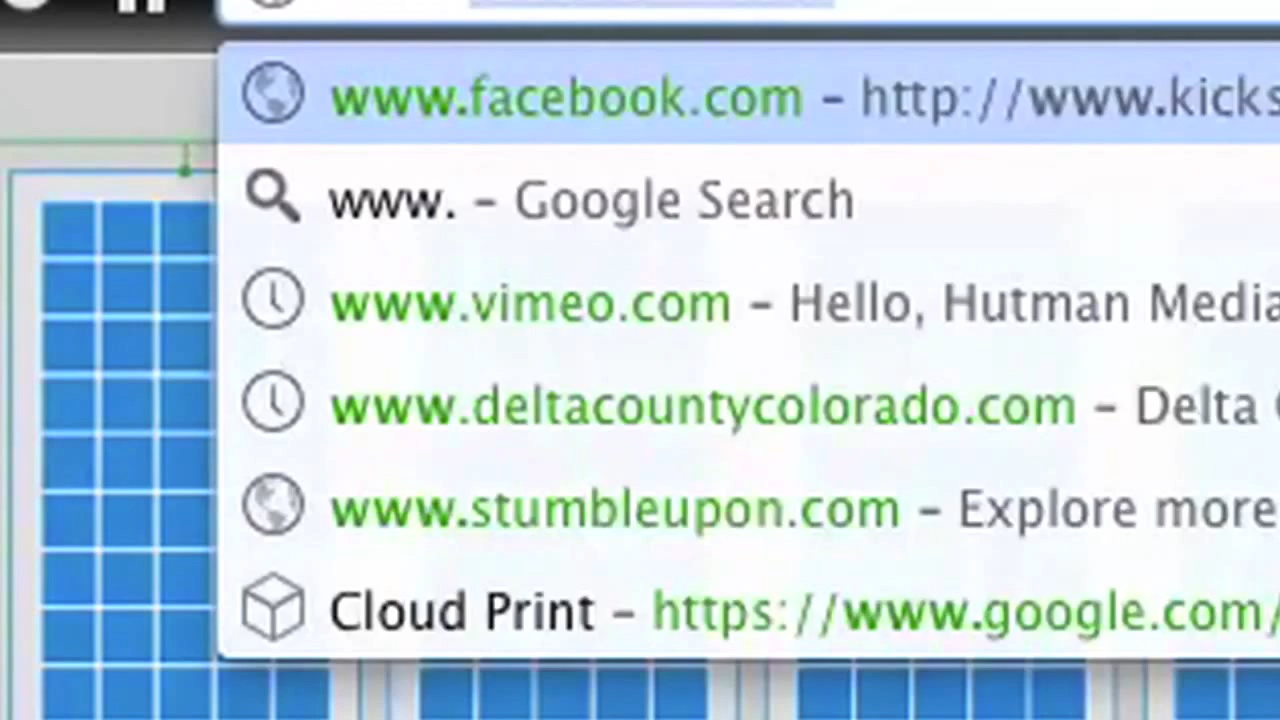 www.facebook.com – http://www.kicks
www. – Google Search
www.vimeo.com – Hello, Hutman Media
www.deltacountycolorado.com – Delta
www.stumbleupon.com – Explore more
Cloud Print – https://www.google.com/